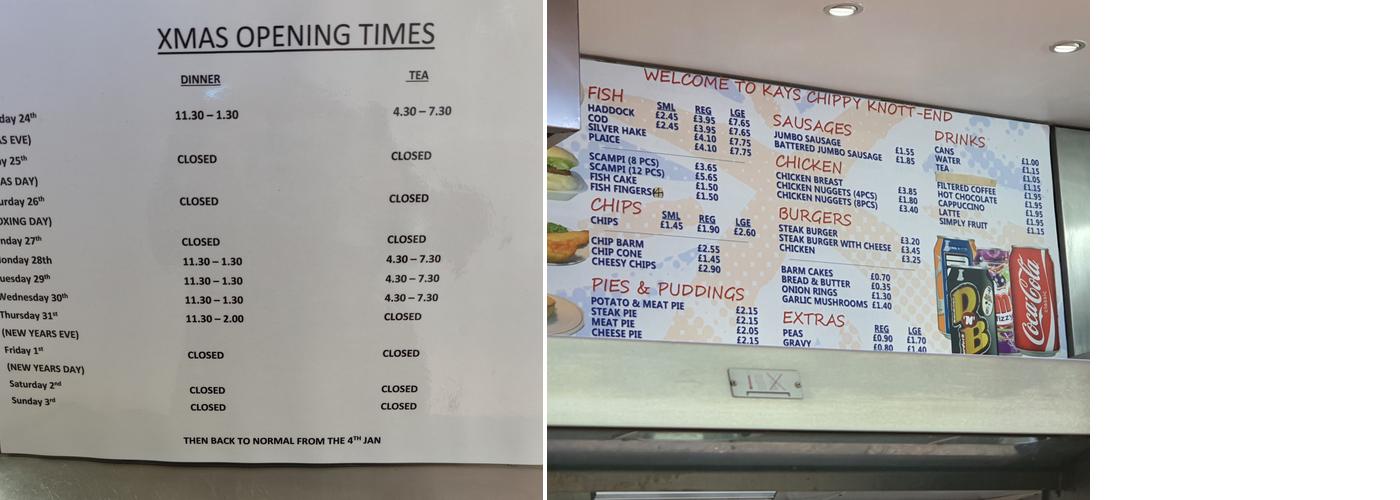 XMAS OPENING TIMES
DINNER TEA
day 24th 11.30 – 1.30 4.30 – 7.30
AS EVE)
ay 25th CLOSED CLOSED
AS DAY)
urday 26th CLOSED CLOSED
OXING DAY)
nday 27th CLOSED CLOSED
onday 28th 11.30 – 1.30 4.30 – 7.30
uesday 29th 11.30 – 1.30 4.30 – 7.30
Wednesday 30th 11.30 – 1.30 4.30 – 7.30
Thursday 31st 11.30 – 2.00 CLOSED
(NEW YEARS EVE)
Friday 1st CLOSED CLOSED
(NEW YEARS DAY)
Saturday 2nd CLOSED CLOSED
Sunday 3rd CLOSED CLOSED
THEN BACK TO NORMAL FROM THE 4TH JAN
WELCOME TO KAYS CHIPPY KNOTT-END
FISH SML REG LGE
HADDOCK £2.45 £3.95 £7.65
COD £2.45 £3.95 £7.65
SILVER HAKE £4.10 £7.75
PLAICE £4.10 £7.75
SCAMPI (8 PCS) £3.65
SCAMPI (12 PCS) £5.65
FISH CAKE £1.50
FISH FINGERS £1.50
CHIPS SML REG LGE
CHIPS £1.45 £1.90 £2.60
CHIP BARM £2.55
CHIP CONE £1.45
CHEESY CHIPS £2.90
PIES & PUDDINGS
POTATO & MEAT PIE £2.15
STEAK PIE £2.15
MEAT PIE £2.05
CHEESE PIE £2.15
SAUSAGES
JUMBO SAUSAGE £1.55
BATTERED JUMBO SAUSAGE £1.85
CHICKEN
CHICKEN BREAST £3.85
CHICKEN NUGGETS (4PCS) £1.80
CHICKEN NUGGETS (8PCS) £3.40
BURGERS
STEAK BURGER £3.20
STEAK BURGER WITH CHEESE £3.45
CHICKEN £3.25
BARM CAKES £0.70
BREAD & BUTTER £0.35
ONION RINGS £1.30
GARLIC MUSHROOMS £1.40
EXTRAS REG LGE
PEAS £0.90 £1.70
GRAVY £0.80 £1.40
DRINKS
CANS £1.00
WATER £1.15
TEA £1.05
£1.15
FILTERED COFFEE £1.95
HOT CHOCOLATE £1.95
CAPPUCCINO £1.95
LATTE £1.95
SIMPLY FRUIT £1.15
D 'N' B
Coca-Cola
CLASSIC